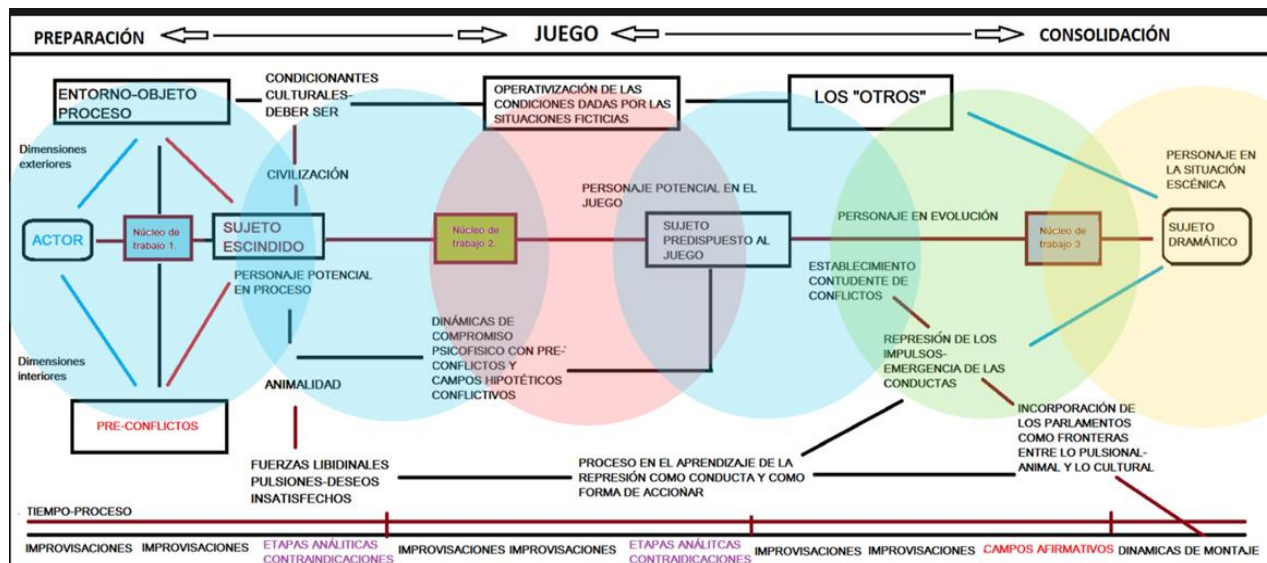 PREPARACIÓN
JUEGO
CONSOLIDACIÓN
ENTORNO-OBJETO
PROCESO
CONDICIONANTES
CULTURALES-
DEBER SER
OPERATIVIZACIÓN DE LAS
CONDICIONES DADAS POR LAS
SITUACIONES FICTICIAS
LOS "OTROS"
Dimensiones
exteriores
CIVILIZACIÓN
PERSONAJE POTENCIAL EN EL
JUEGO
PERSONAJE EN
LA SITUACIÓN
ESCÉNICA
ACTOR
Núcleo de
trabajo 1.
SUJETO
ESCINDIDO
Núcleo de
trabajo 2.
SUJETO
PREDISPUESTO AL
JUEGO
PERSONAJE EN EVOLUCIÓN
Núcleo de
trabajo 3
SUJETO
DRAMÁTICO
PERSONAJE POTENCIAL
EN PROCESO
ESTABLECIMIENTO
CONTUDENTE DE
CONFLICTOS
Dimensiones
interiores
DINÁMICAS DE
COMPROMISO
PSICOFISICO CON PRE-
CONFLICTOS Y
CAMPOS HIPOTÉTICOS
CONFLICTIVOS
ANIMALIDAD
REPRESIÓN DE LOS
IMPULSOS-
EMERGENCIA DE LAS
CONDUCTAS
PRE-CONFLICTOS
INCORPORACIÓN DE
LOS PARLAMENTOS
COMO FRONTERAS
ENTRE LO PULSIONAL-
ANIMAL Y LO CULTURAL
FUERZAS LIBIDINALES
PULSIONES-DESEOS
INSATISFECHOS
PROCESO EN EL APRENDIZAJE DE LA
REPRESIÓN COMO CONDUCTA Y COMO
FORMA DE ACCIOÑAR
TIEMPO-PROCESO
IMPROVISACIONES
IMPROVISACIONES
ETAPAS ANÁLITICAS
CONTRAINDICACIONES
IMPROVISACIONES
IMPROVISACIONES
ETAPAS ANÁLITCAS
CONTRAIDICACIONES
IMPROVISACIONES
IMPROVISACIONES
CAMPOS AFIRMATIVOS
DINAMICAS DE MONTAJE